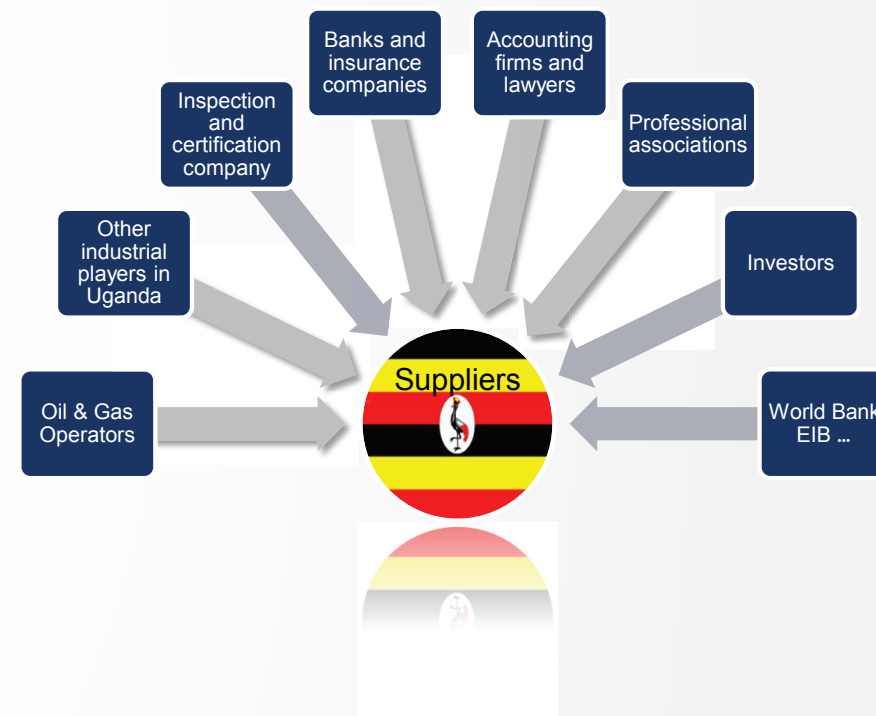 Banks and
insurance
companies
Accounting
firms and
lawyers
Inspection
and
certification
company
Professional
associations
Other
industrial
players in
Uganda
Investors
Suppliers
Oil & Gas
Operators
World Bank
EIB ...